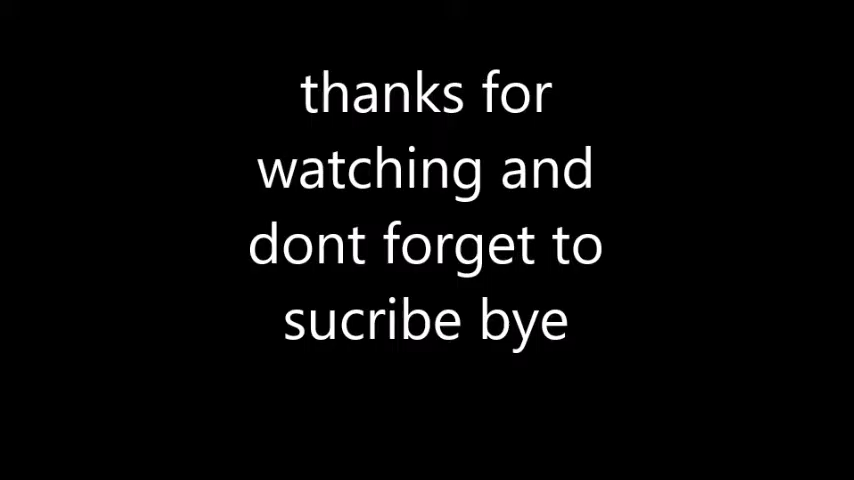 thanks for
watching and
dont forget to
sucribe bye